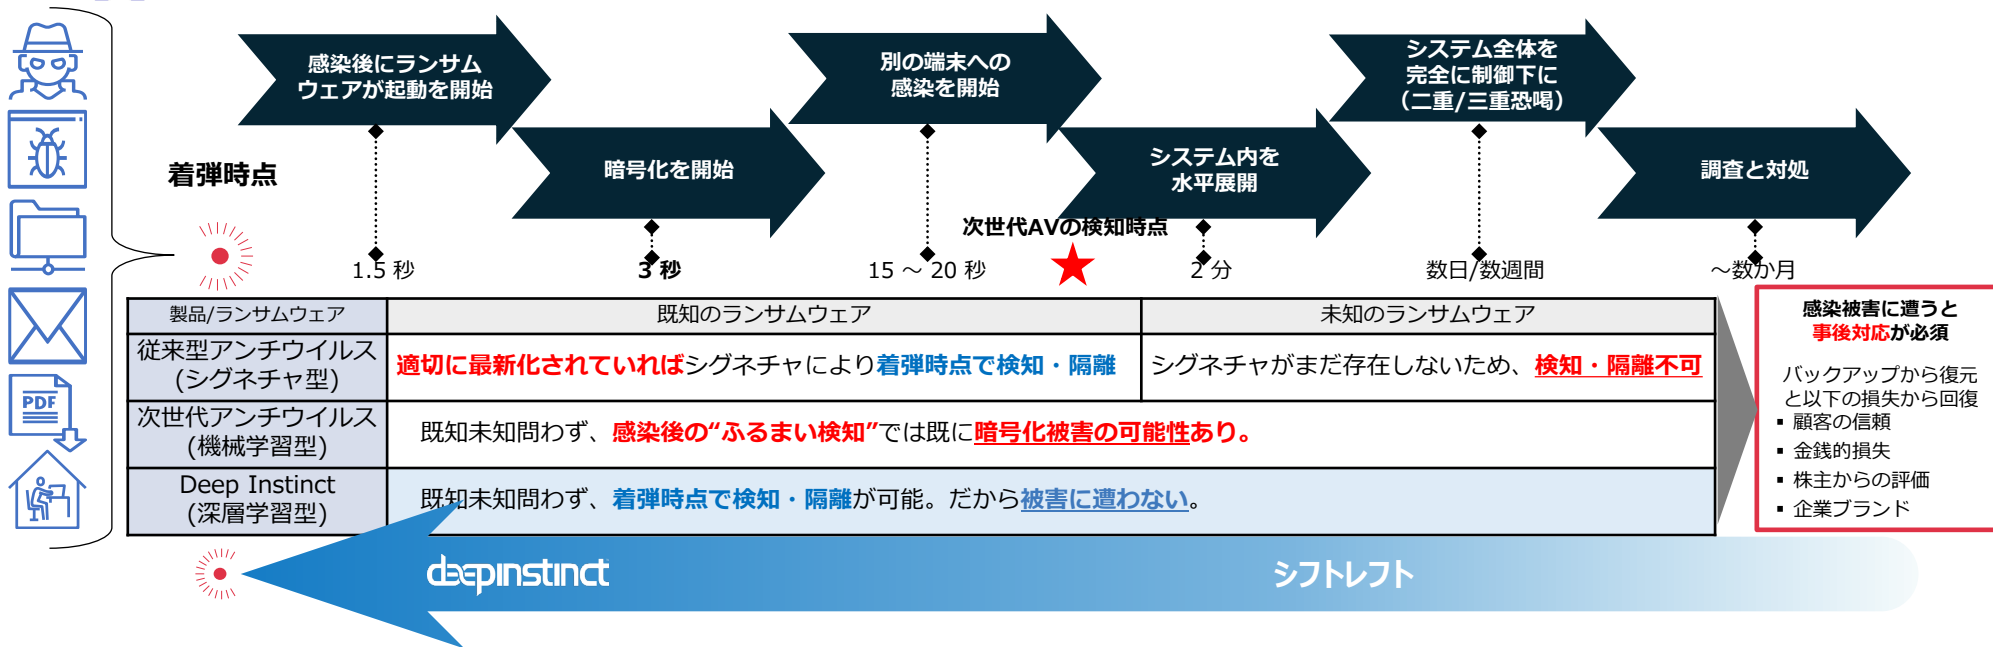 感染後にランサム
ウェアが起動を開始
別の端末への
感染を開始
システム全体を
完全に制御下に
（二重/三重恐喝）
暗号化を開始
システム内を
水平展開
調査と対処
着弾時点
次世代AVの検知時点
1.5 秒
3 秒
15 ～ 20 秒
2 分
数日/数週間
～数か月
製品/ランサムウェア
既知のランサムウェア
未知のランサムウェア
従来型アンチウイルス
(シグネチャ型)
適切に最新化されていればシグネチャにより着弾時点で検知・隔離
シグネチャがまだ存在しないため、検知・隔離不可
次世代アンチウイルス
(機械学習型)
既知未知問わず、感染後の“ふるまい検知”では既に暗号化被害の可能性あり。
Deep Instinct
(深層学習型)
既知未知問わず、着弾時点で検知・隔離が可能。だから被害に遭わない。
感染被害に遭うと
事後対応が必須
バックアップから復元
と以下の損失から回復
▪ 顧客の信頼
▪ 金銭的損失
▪ 株主からの評価
▪ 企業ブランド
PDF
deepinstinct
シフトレフト